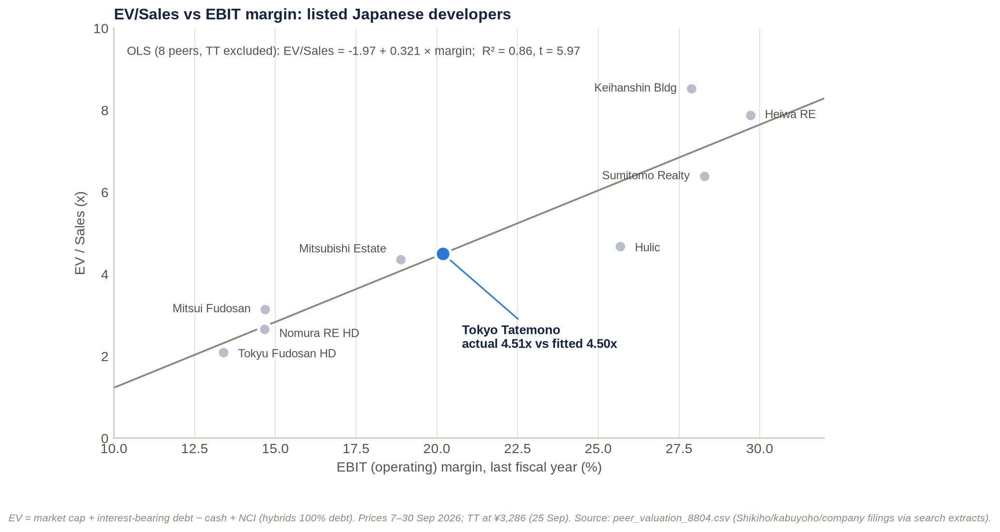 EV/Sales vs EBIT margin: listed Japanese developers
10
OLS (8 peers, TT excluded): EV/Sales = -1.97 + 0.321 × margin;  R² = 0.86, t = 5.97
Keihanshin Bldg
8
Heiwa RE
Sumitomo Realty
6
EV / Sales (x)
Mitsubishi Estate
Hulic
4
Mitsui Fudosan
Nomura RE HD
Tokyo Tatemono
actual 4.51x vs fitted 4.50x
Tokyu Fudosan HD
2
0
10.0 12.5 15.0 17.5 20.0 22.5 25.0 27.5 30.0
EBIT (operating) margin, last fiscal year (%)
EV = market cap + interest-bearing debt − cash + NCI (hybrids 100% debt). Prices 7–30 Sep 2026; TT at ¥3,286 (25 Sep). Source: peer_valuation_8804.csv (Shikiho/kabuyoho/company filings via search extracts).